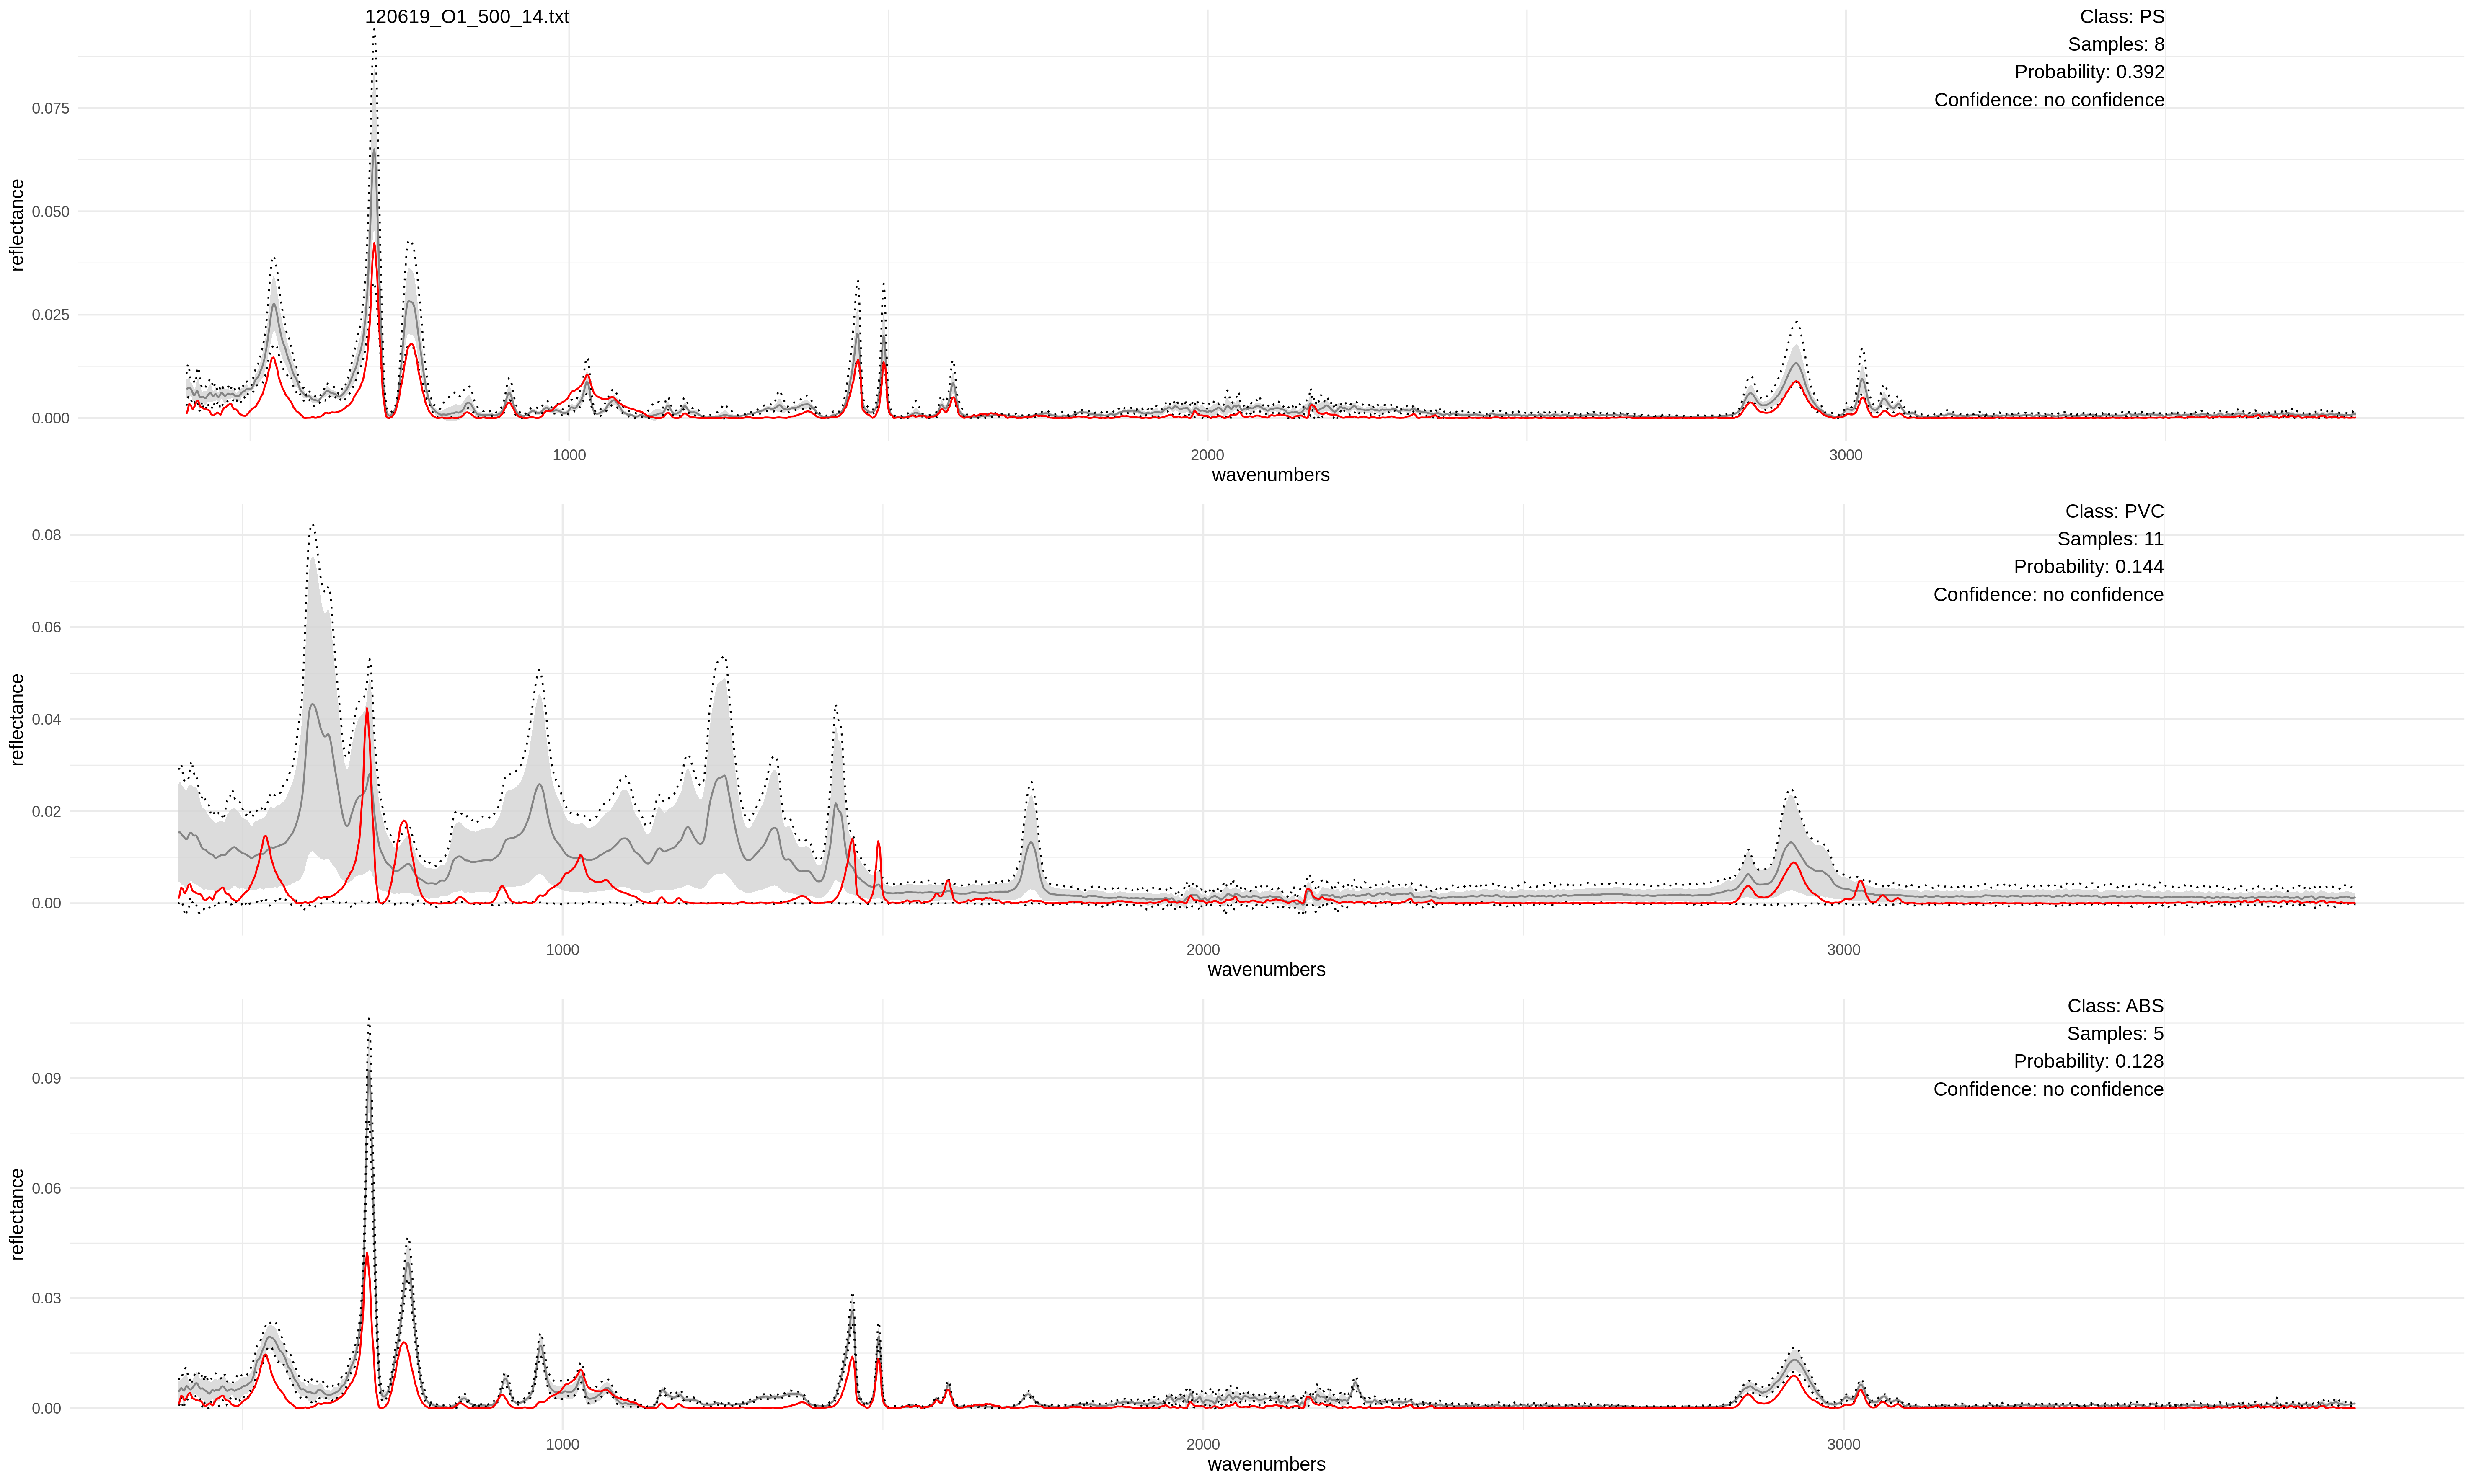 120619_O1_500_14.txt
Class: PS
Samples: 8
Probability: 0.392
Confidence: no confidence
reflectance
0.075
0.050
0.025
0.000
1000
2000
3000
wavenumbers
Class: PVC
Samples: 11
Probability: 0.144
Confidence: no confidence
reflectance
0.08
0.06
0.04
0.02
0.00
1000
2000
3000
wavenumbers
Class: ABS
Samples: 5
Probability: 0.128
Confidence: no confidence
reflectance
0.09
0.06
0.03
0.00
1000
2000
3000
wavenumbers